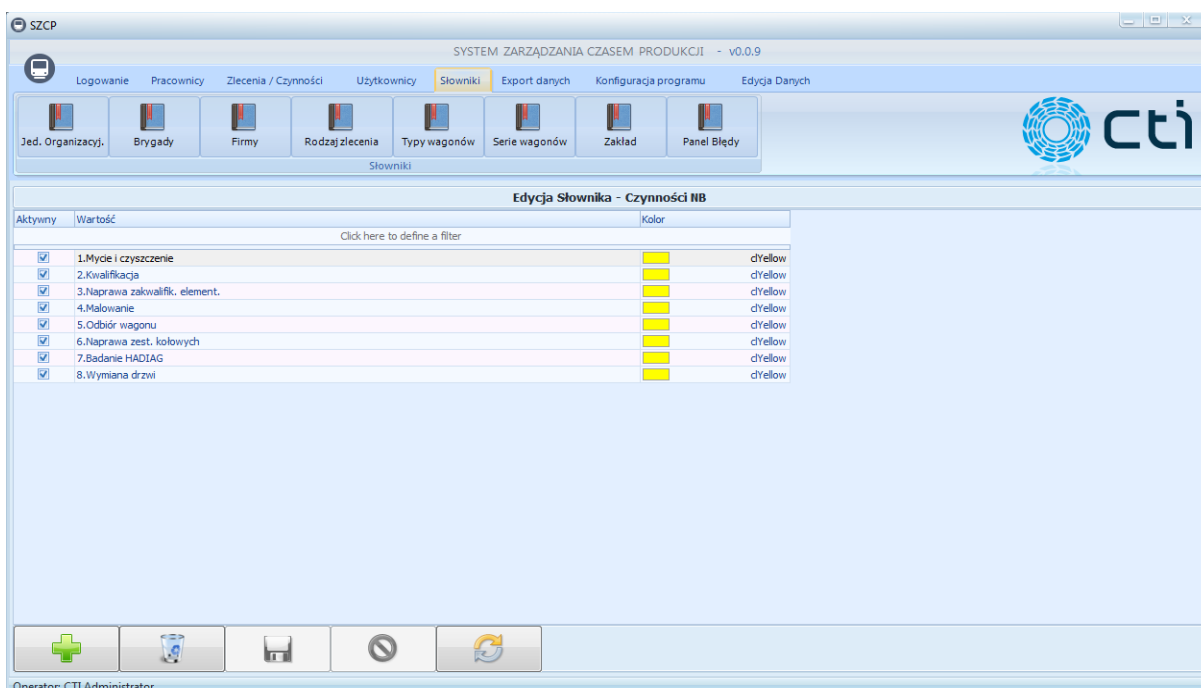 SZCP
SYSTEM ZARZĄDZANIA CZASEM PRODUKCJI - v0.0.9
Logowanie Pracownicy Zlecenia / Czynności Użytkownicy Słowniki Export danych Konfiguracja programu Edycja Danych
Jed. Organizacyj. Brygady Firmy Rodzaj zlecenia Typy wagonów Serie wagonów Zakład Panel Błędy
Słowniki
cti
Edycja Słownika - Czynności NB
Aktywny Wartość Kolor
Click here to define a filter
1.Mycie i czyszczenie clYellow
2.Kwalifikacja clYellow
3.Naprawa zakwalifik. element. clYellow
4.Malowanie clYellow
5.Odbiór wagonu clYellow
6.Naprawa zest. kołowych clYellow
7.Badanie HADIAG clYellow
8.Wymiana drzwi clYellow
Operator: CTI Administrator